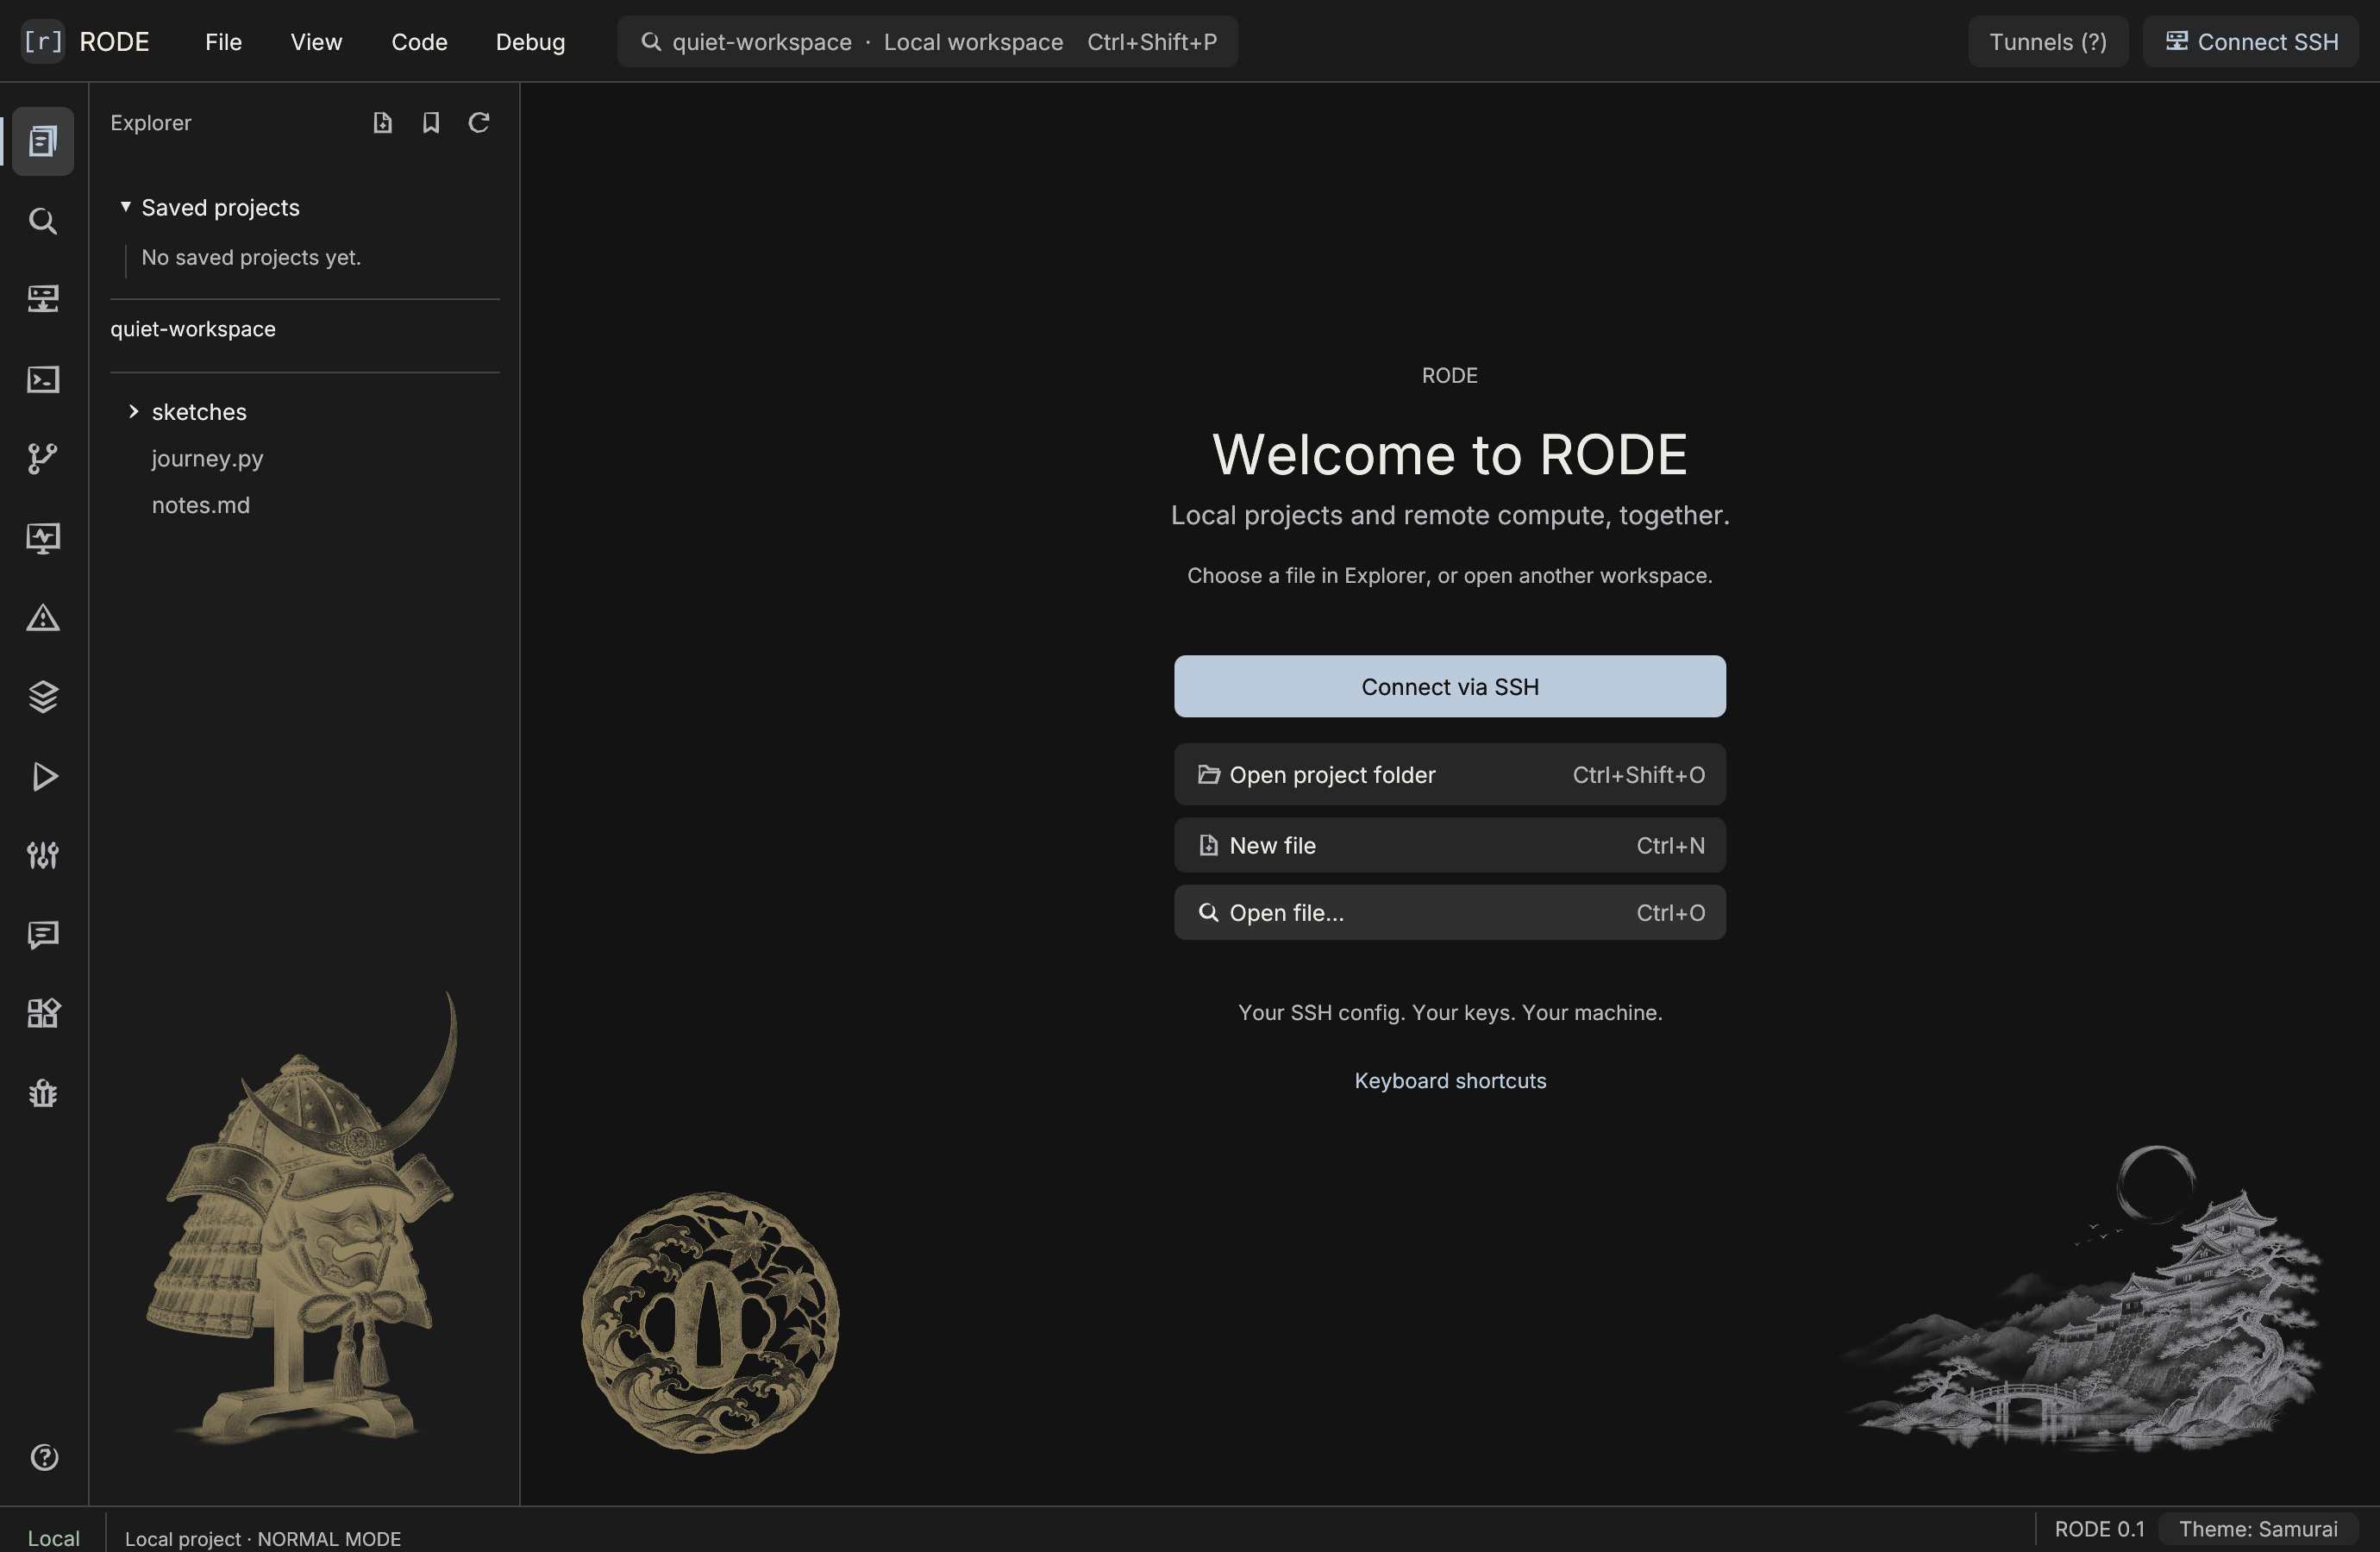 [r] RODE File View Code Debug quiet-workspace · Local workspace Ctrl+Shift+P Tunnels (?) Connect SSH
Explorer
Saved projects
No saved projects yet.
quiet-workspace
sketches
journey.py
notes.md
RODE
Welcome to RODE
Local projects and remote compute, together.
Choose a file in Explorer, or open another workspace.
Connect via SSH
Open project folder Ctrl+Shift+O
New file Ctrl+N
Open file... Ctrl+O
Your SSH config. Your keys. Your machine.
Keyboard shortcuts
Local Local project · NORMAL MODE RODE 0.1 Theme: Samurai